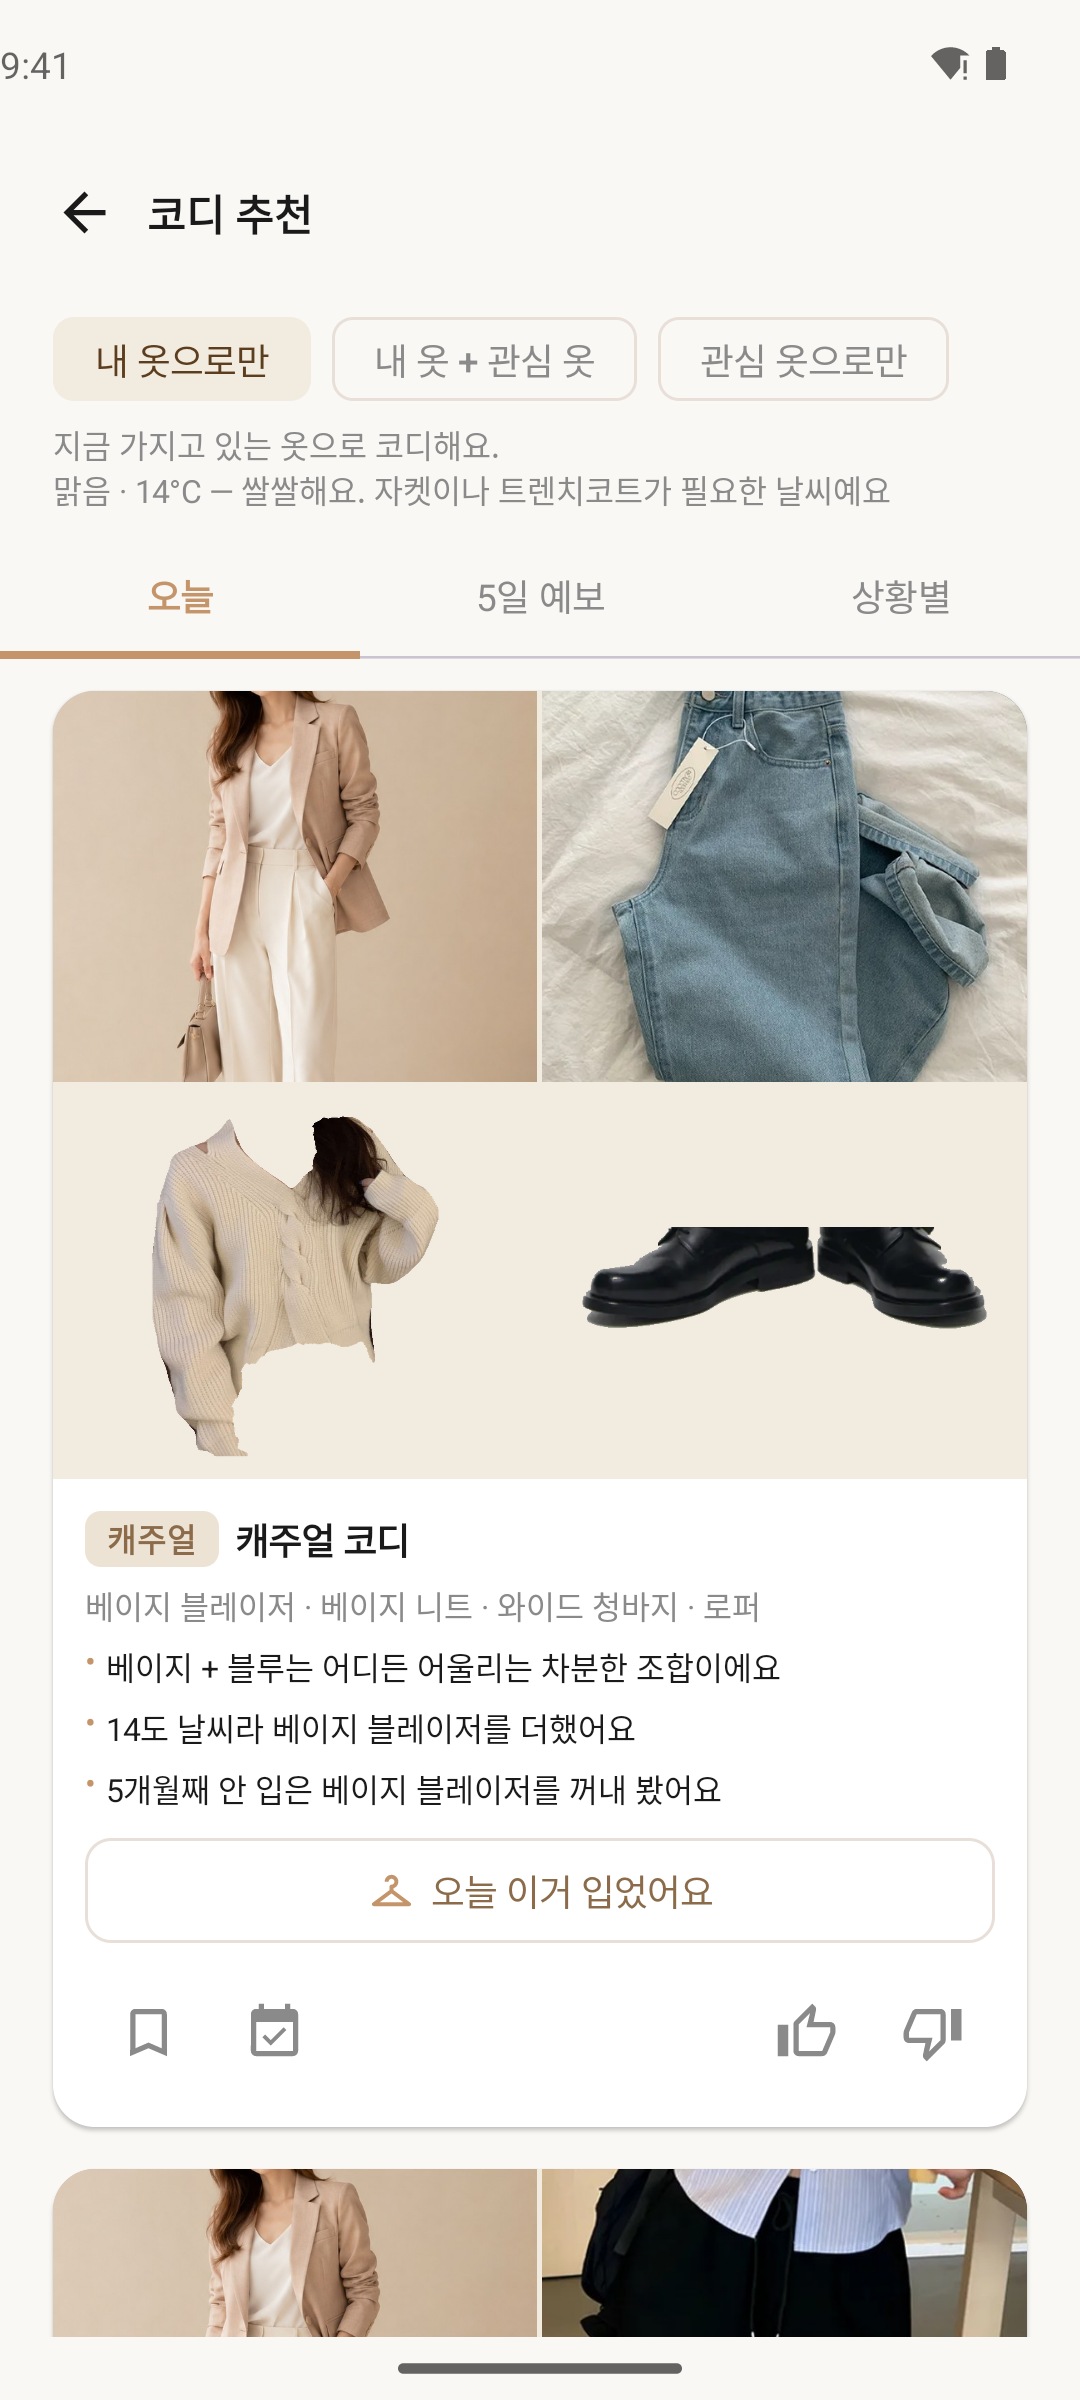 9:41
코디 추천
내 옷으로만
내 옷 + 관심 옷
관심 옷으로만
지금 가지고 있는 옷으로 코디해요.
맑음 · 14°C — 쌀쌀해요. 자켓이나 트렌치코트가 필요한 날씨예요
오늘
5일 예보
상황별
캐주얼
캐주얼 코디
베이지 블레이저 · 베이지 니트 · 와이드 청바지 · 로퍼
• 베이지 + 블루는 어디든 어울리는 차분한 조합이에요
• 14도 날씨라 베이지 블레이저를 더했어요
• 5개월째 안 입은 베이지 블레이저를 꺼내 봤어요
오늘 이거 입었어요